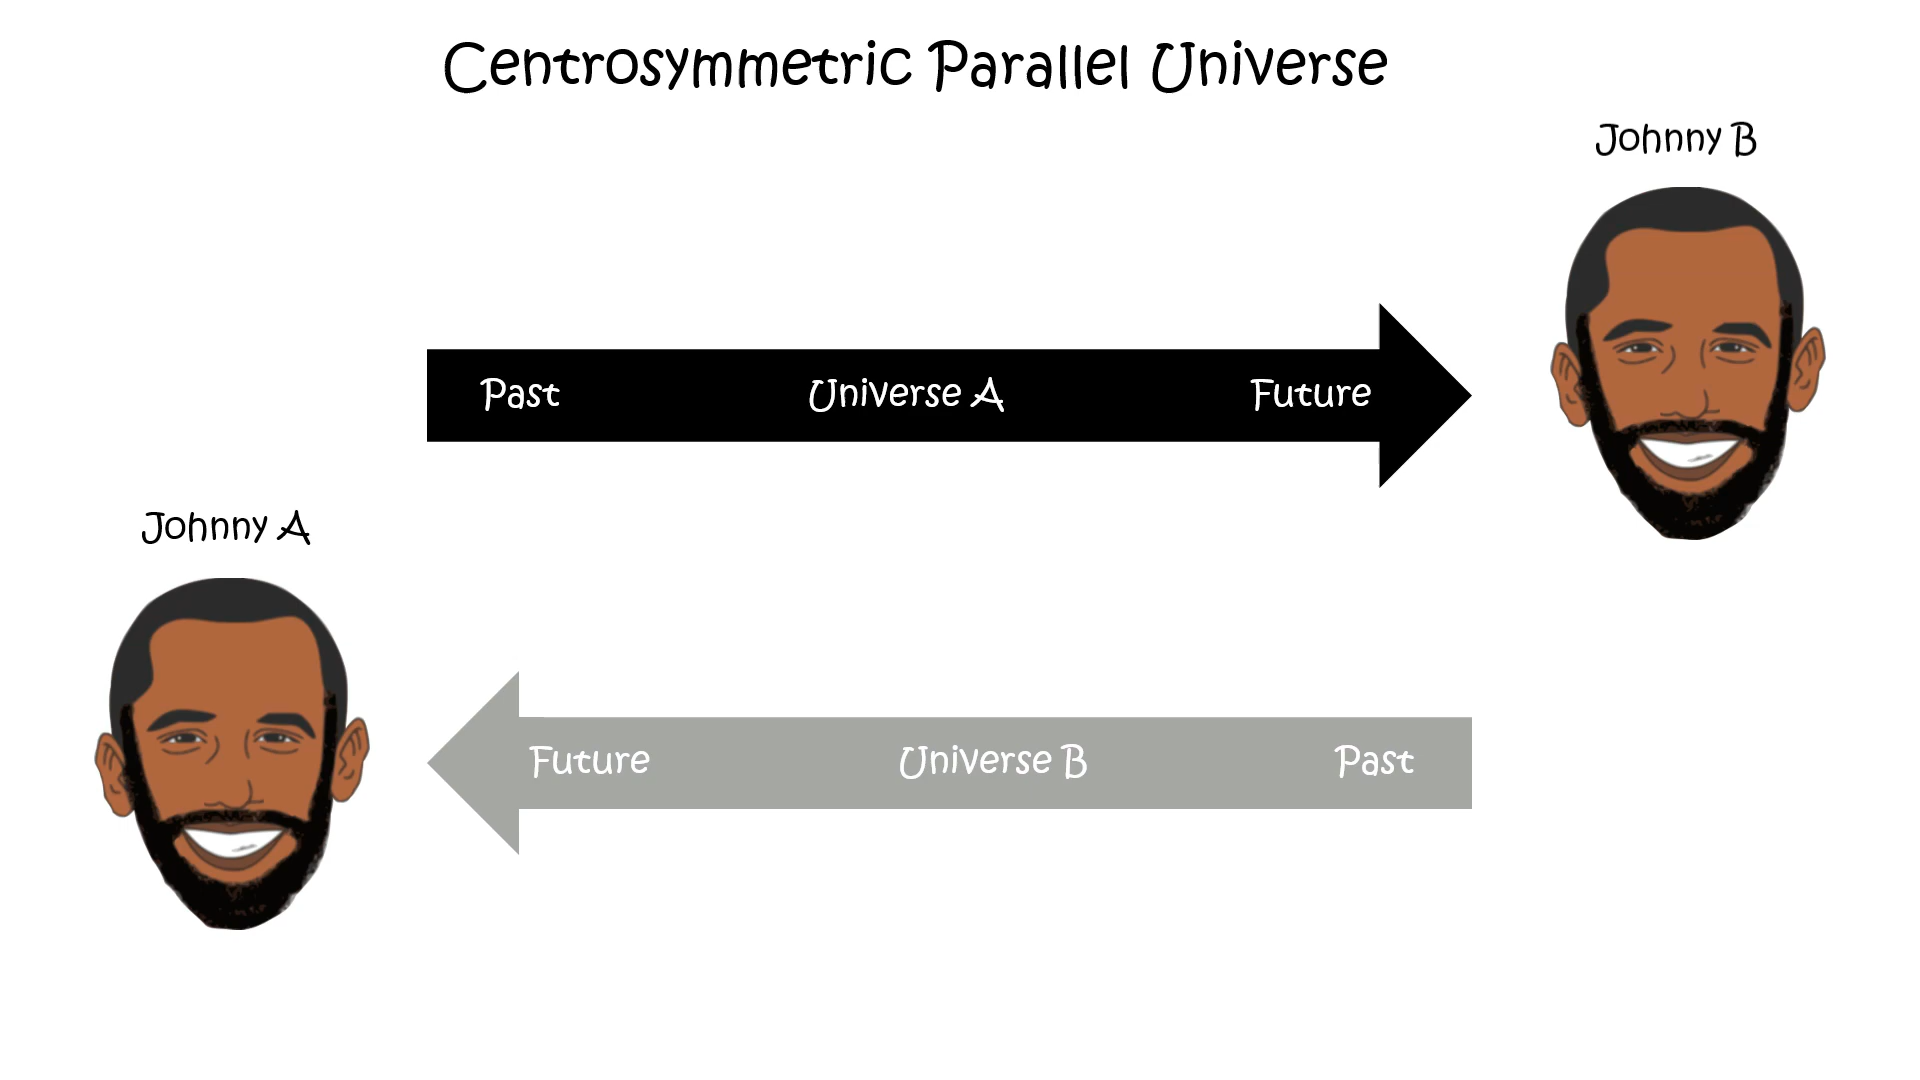 Centrosymmetric Parallel Universe
Johnny B
Past Universe A Future
Johnny A
Future Universe B Past